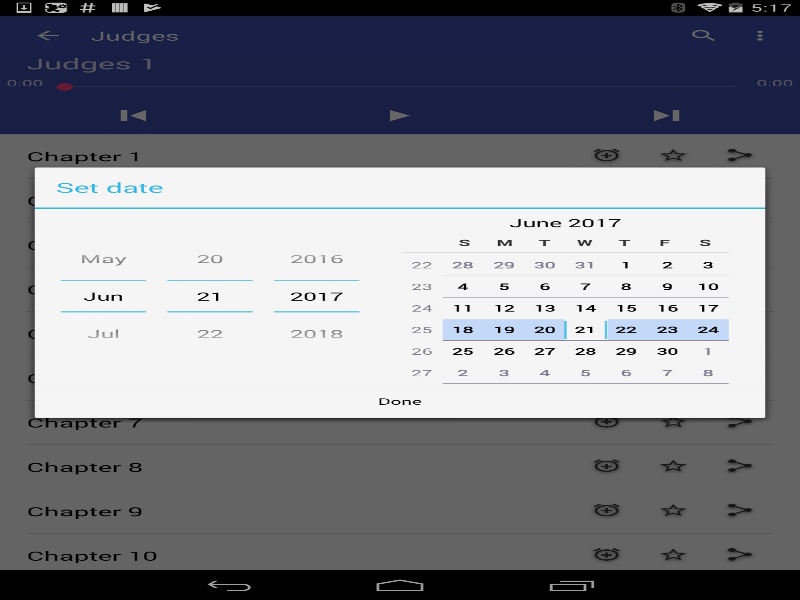 5:17
Judges
Judges 1
0:00 0:00
Chapter 1
Set date
June 2017
S M T W T F S
May 20 2016
22 28 29 30 31 1 2 3
23 4 5 6 7 8 9 10
Jun 21 2017
24 11 12 13 14 15 16 17
25 18 19 20 21 22 23 24
Jul 22 2018
26 25 26 27 28 29 30 1
27 2 3 4 5 6 7 8
Done
Chapter 7
Chapter 8
Chapter 9
Chapter 10